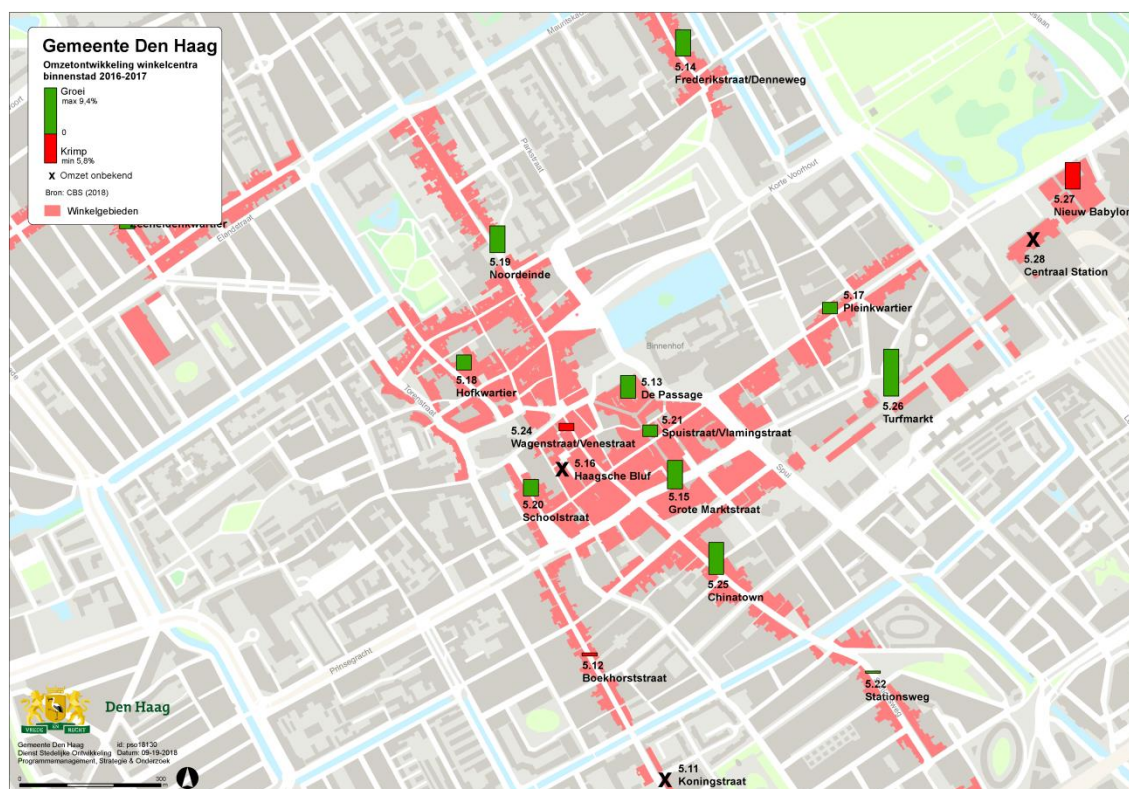 Gemeente Den Haag
Omzetontwikkeling winkelcentra
binnenstad 2016-2017
Groei
max 9,4%
0
Krimp
min 5,8%
X Omzet onbekend
Bron: CBS (2018)
Winkelgebieden
Mauritskade
5.14
Frederikstraat/Denneweg
Parkstraat
Korte Voorhout
5.27
Nieuw Babylon
5.28
Centraal Station
Elandstraat
5.19
Noordeinde
5.17
Pleinkwartier
Binnenhof
5.18
Hofkwartier
Torenstraat
5.13
De Passage
5.26
Turfmarkt
5.24
Wagenstraat/Venestraat
5.21
Spuistraat/Vlamingstraat
X 5.16
Haagsche Bluf
5.20
Schoolstraat
5.15
Grote Marktstraat
Spui
5.25
Chinatown
Prinsegracht
5.12
Boekhorststraat
5.22
Stationsweg
X 5.11
Koningstraat
VREDE EN RECHT
Den Haag
Gemeente Den Haag id: pso18130
Dienst Stedelijke Ontwikkeling Datum: 09-19-2018
Programmemanagement, Strategie & Onderzoek
0 300